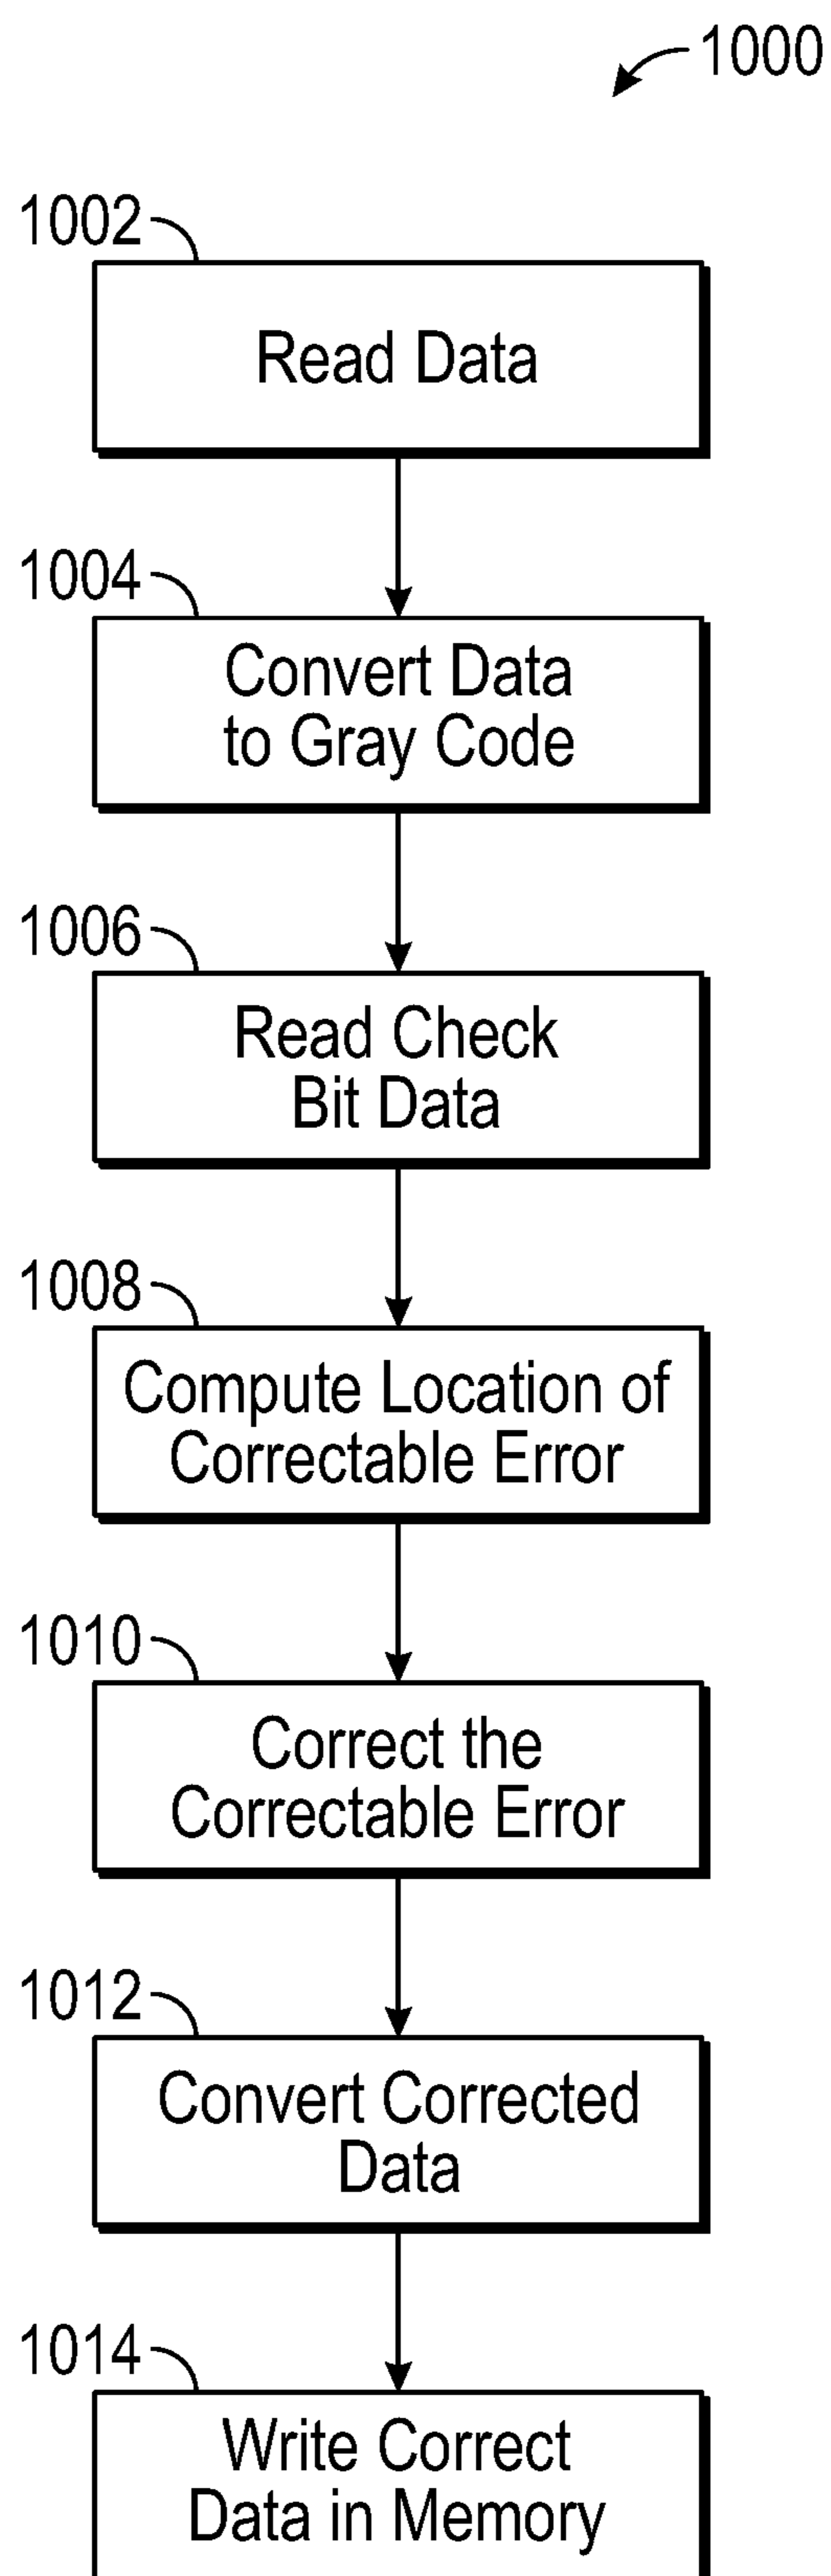 1000
1002
Read Data
1004
Convert Data
to Gray Code
1006
Read Check
Bit Data
1008
Compute Location of
Correctable Error
1010
Correct the
Correctable Error
1012
Convert Corrected
Data
1014
Write Correct
Data in Memory